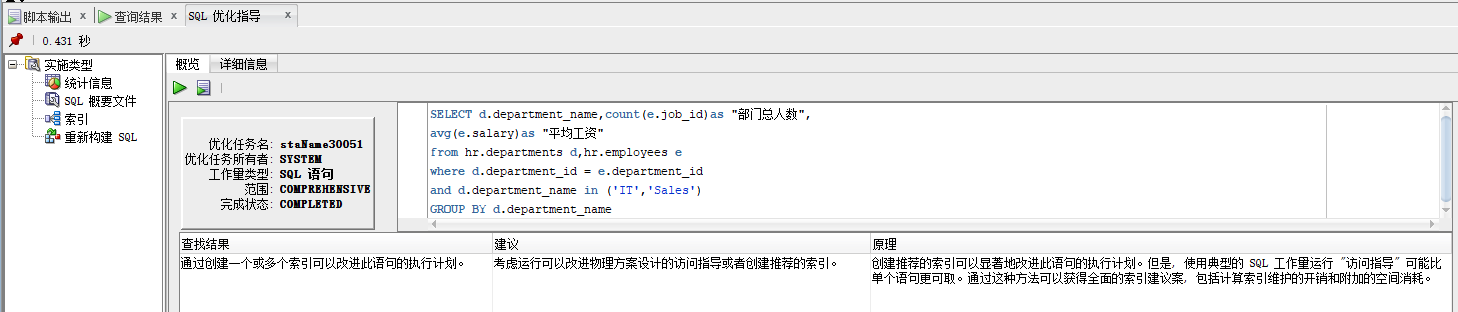 脚本输出 x 查询结果 x SQL 优化指导 x
0.431 秒
实施类型
统计信息
SQL 概要文件
索引
重新构建 SQL
概览 详细信息
优化任务名: staName30051
优化任务所有者: SYSTEM
工作量类型: SQL 语句
范围: COMPREHENSIVE
完成状态: COMPLETED
SELECT d.department_name,count(e.job_id)as "部门总人数",
avg(e.salary)as "平均工资"
from hr.departments d,hr.employees e
where d.department_id = e.department_id
and d.department_name in ('IT','Sales')
GROUP BY d.department_name
查找结果 建议 原理
通过创建一个或多个索引可以改进此语句的执行计划。 考虑运行可以改进物理方案设计的访问指导或者创建推荐的索引。 创建推荐的索引可以显著地改进此语句的执行计划。但是, 使用典型的 SQL 工作量运行 "访问指导" 可能比
单个语句更可取。通过这种方法可以获得全面的索引建议案, 包括计算索引维护的开销和附加的空间消耗。